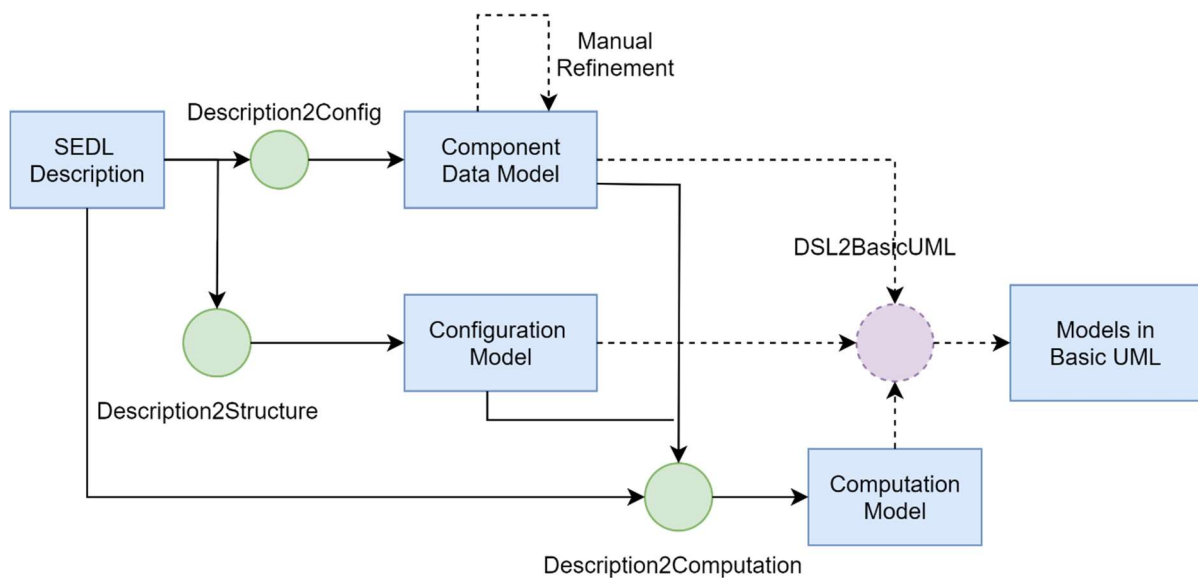 Manual
Refinement
Description2Config
SEDL
Description
Component
Data Model
DSL2BasicUML
Configuration
Model
Models in
Basic UML
Description2Structure
Computation
Model
Description2Computation